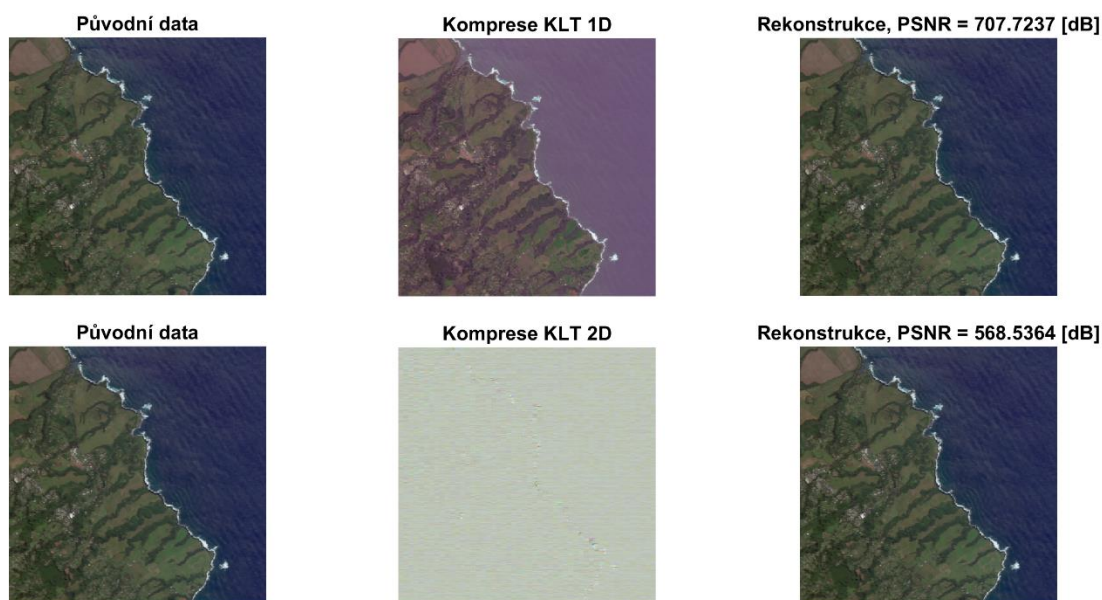 Původní data
Komprese KLT 1D
Rekonstrukce, PSNR = 707.7237 [dB]
Původní data
Komprese KLT 2D
Rekonstrukce, PSNR = 568.5364 [dB]